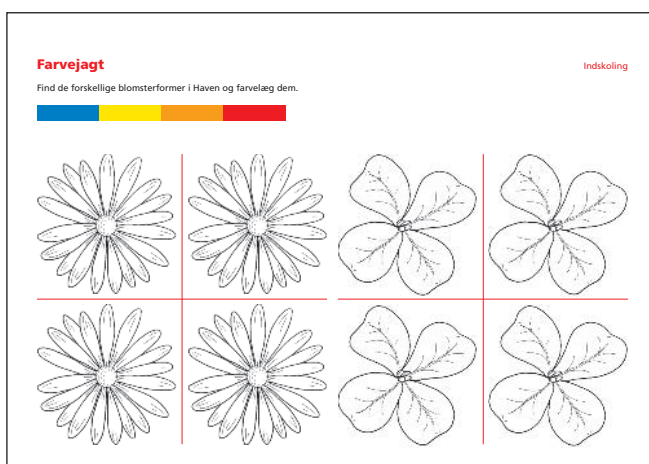 Farvejagt
Indskoling
Find de forskellige blomsterformer i Haven og farvelæg dem.